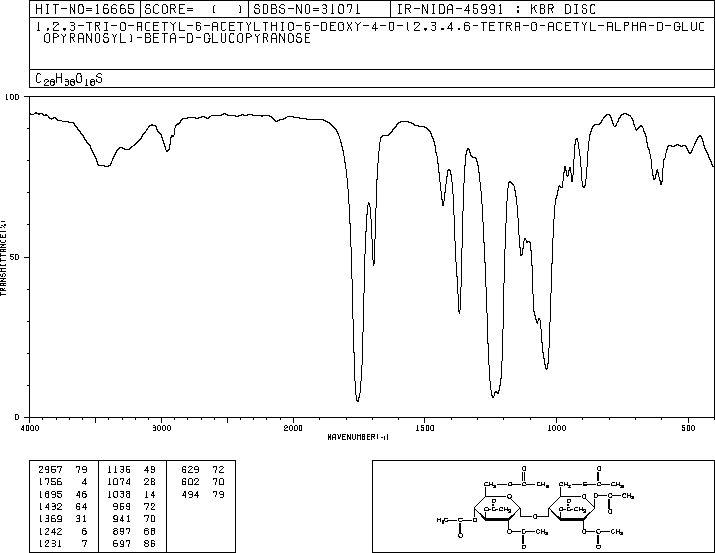 HIT-NO=16665 SCORE= ( ) SDBS-NO=31071 IR-NIDA-45991 : KBR DISC
1,2,3-TRI-O-ACETYL-6-ACETYLTHIO-6-DEOXY-4-O-(2,3,4,6-TETRA-O-ACETYL-ALPHA-D-GLUC
OPYRANOSYL)-BETA-D-GLUCOPYRANOSE
C28H38O18S
100
50
0
TRANSMITTANCE(%)
4000 3000 2000 1500 1000 500
WAVENUMBER(-1)
2967 79 1136 49 629 72
1756 4 1074 28 602 70
1695 46 1038 14 494 79
1432 64 969 72
1369 31 941 70
1242 6 897 68
1231 7 697 86